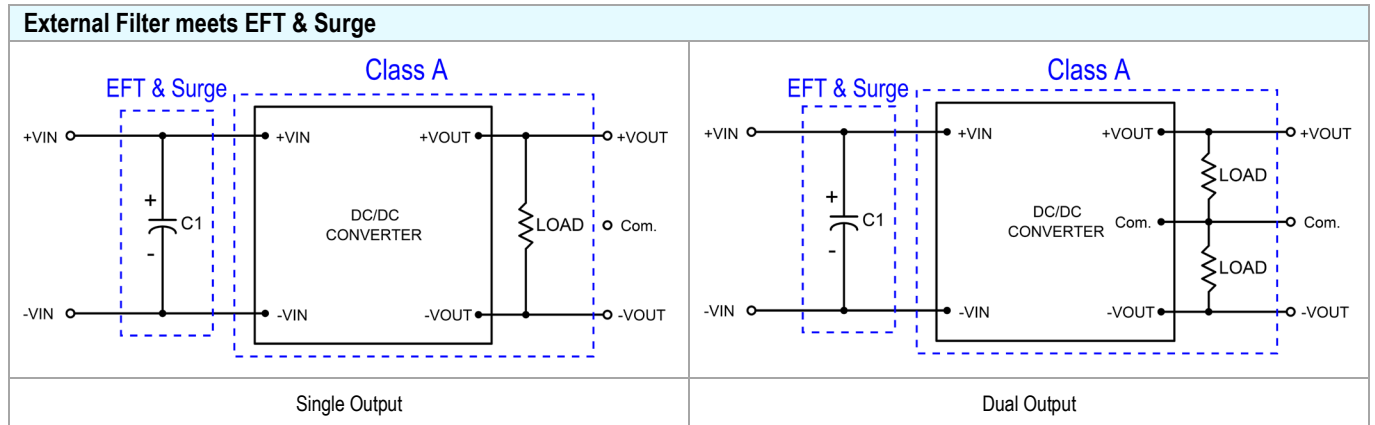 External Filter meets EFT & Surge
Class A
EFT & Surge
+VIN
+VIN
+VOUT
+VOUT
+
C1
-
DC/DC
CONVERTER
LOAD
Com.
-VIN
-VIN
-VOUT
-VOUT
Single Output
Class A
EFT & Surge
+VIN
+VIN
+VOUT
+VOUT
LOAD
+
C1
-
DC/DC
CONVERTER
Com.
Com.
LOAD
-VIN
-VIN
-VOUT
-VOUT
Dual Output